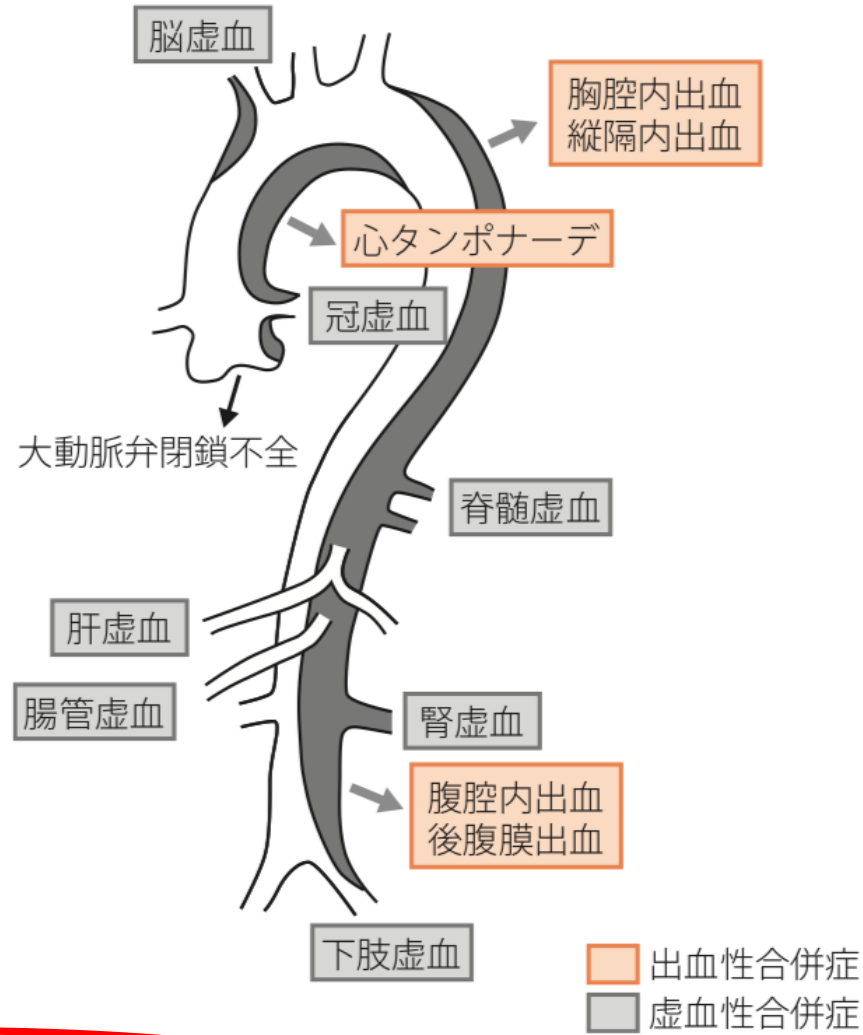 脳虚血
胸腔内出血
縦隔内出血
心タンポナーデ
冠虚血
大動脈弁閉鎖不全
脊髄虚血
肝虚血
腸管虚血
腎虚血
腹腔内出血
後腹膜出血
下肢虚血
出血性合併症
虚血性合併症